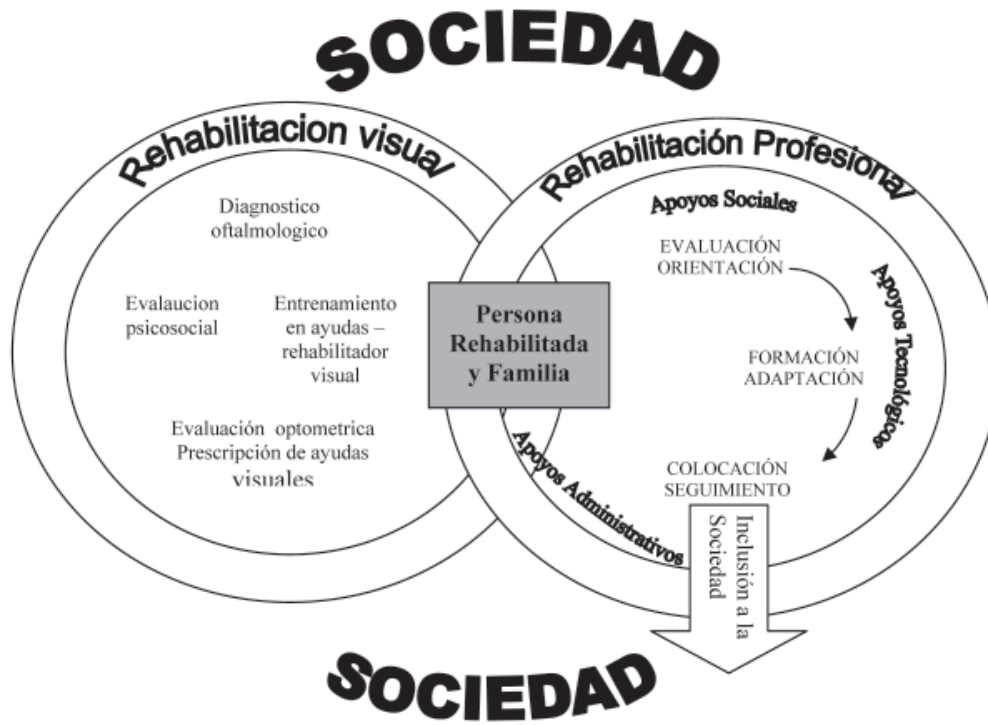 SOCIEDAD
Rehabilitacion visual
Diagnostico
oftalmologico
Evalaucion
psicosocial
Entrenamiento
en ayudas –
rehabilitador
visual
Evaluación optometrica
Prescripción de ayudas
visuales
Persona
Rehabilitada
y Familia
Rehabilitación Profesional
Apoyos Sociales
EVALUACIÓN
ORIENTACIÓN
Apoyos Tecnológicos
FORMACIÓN
ADAPTACIÓN
COLOCACIÓN
SEGUIMIENTO
Apoyos Administrativos
Inclusión a la
Sociedad
SOCIEDAD